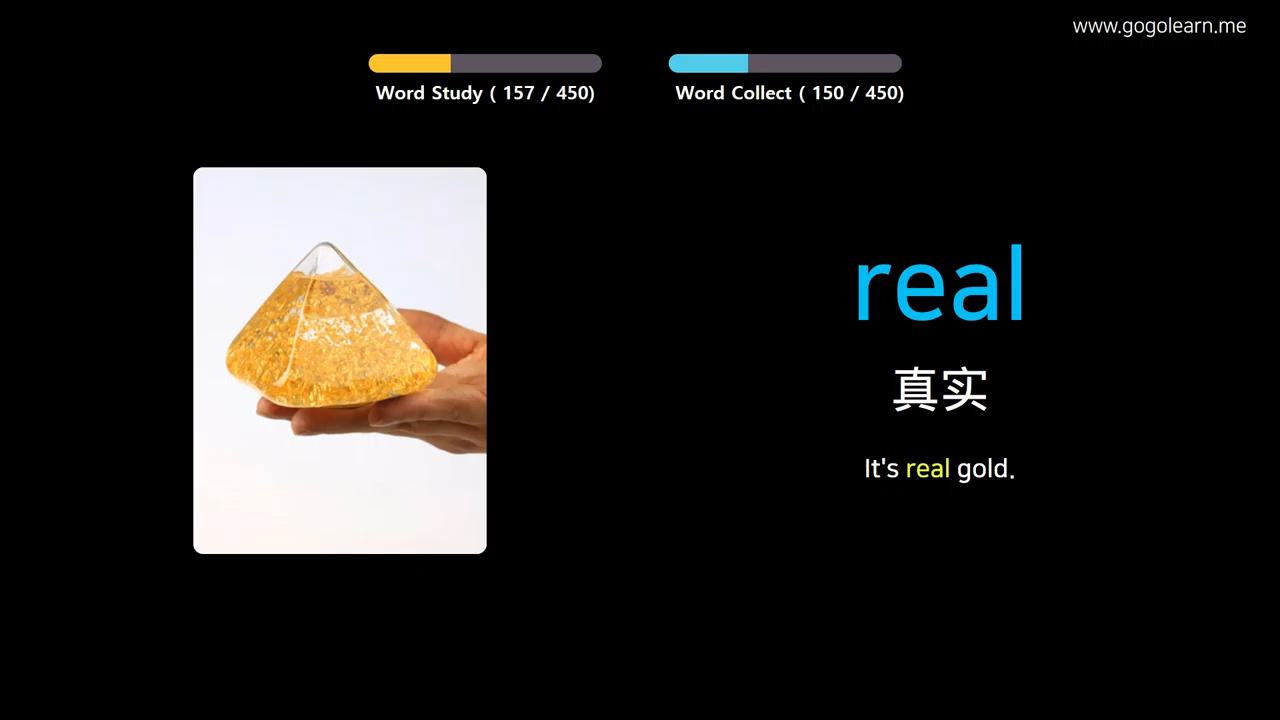 www.gogolearn.me
Word Study ( 157 / 450)
Word Collect ( 150 / 450)
real
真实
It's real gold.